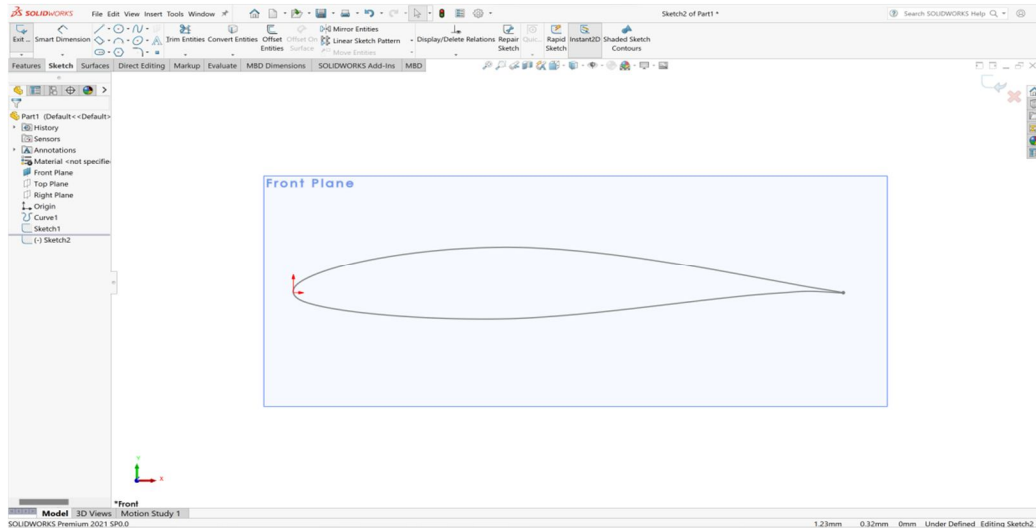 SOLIDWORKS File Edit View Insert Tools Window Sketch2 of Part1 * Search SOLIDWORKS Help
Exit ... Smart Dimension Trim Entities Convert Entities Offset Entities Offset On Surface Mirror Entities Linear Sketch Pattern Move Entities Display/Delete Relations Repair Sketch Quic... Rapid Sketch Instant2D Shaded Sketch Contours
Features Sketch Surfaces Direct Editing Markup Evaluate MBD Dimensions SOLIDWORKS Add-Ins MBD
Part1 (Default<<Default>
History
Sensors
Annotations
Material <not specifie
Front Plane
Top Plane
Right Plane
Origin
Curve1
Sketch1
(-) Sketch2
Front Plane
Y
X
*Front
Model 3D Views Motion Study 1
SOLIDWORKS Premium 2021 SP0.0 1.23mm 0.32mm 0mm Under Defined Editing Sketch2